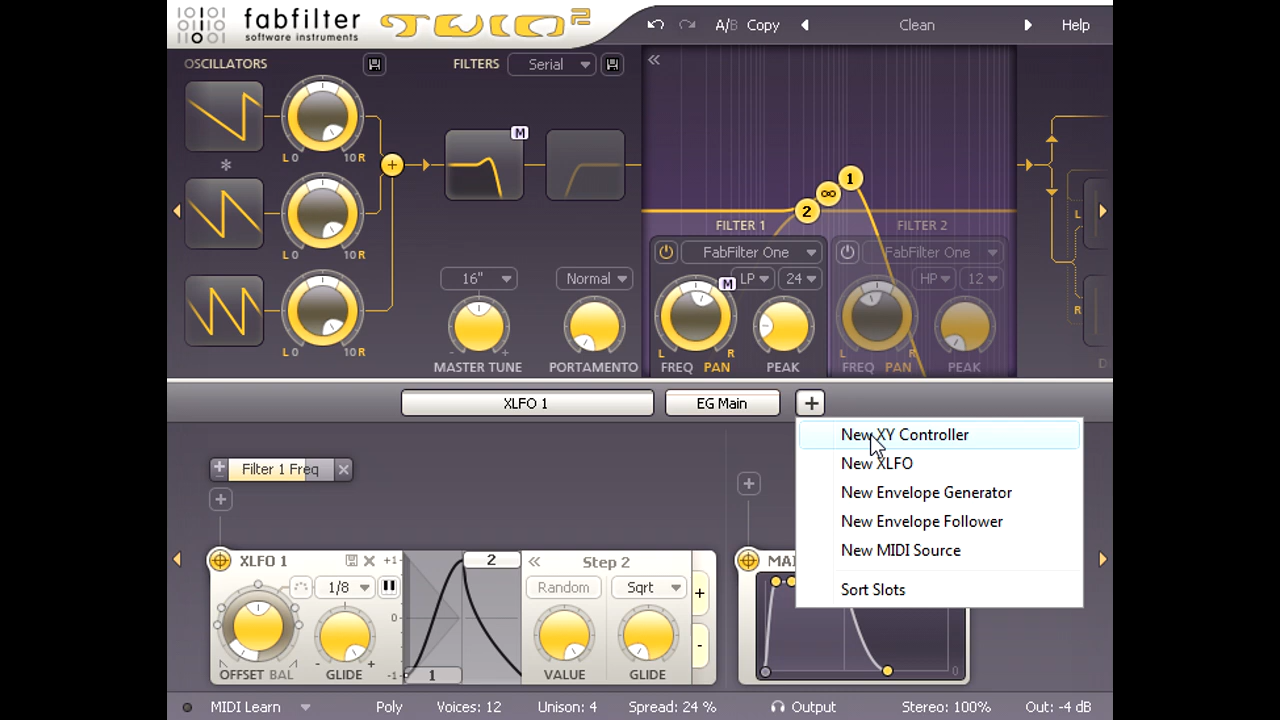 fabfilter TWIN 2
software instruments
A/B Copy Clean Help
OSCILLATORS
FILTERS Serial
L 0 10 R
L 0 10 R
L 0 10 R
M
1
2
16"
MASTER TUNE
Normal
PORTAMENTO
FILTER 1
FabFilter One
M
LP 24
L R
FREQ PAN PEAK
FILTER 2
FabFilter One
HP 12
L R
FREQ PAN PEAK
L
R
D
XLFO 1 EG Main +
New XY Controller
New XLFO
New Envelope Generator
New Envelope Follower
New MIDI Source
Sort Slots
Filter 1 Freq
XLFO 1
1/8
OFFSET BAL GLIDE
+1
0
-1
2
1
Step 2
Random Sqrt
VALUE GLIDE
+
-
MAI
0
MIDI Learn Poly Voices: 12 Unison: 4 Spread: 24 % Output Stereo: 100% Out: -4 dB